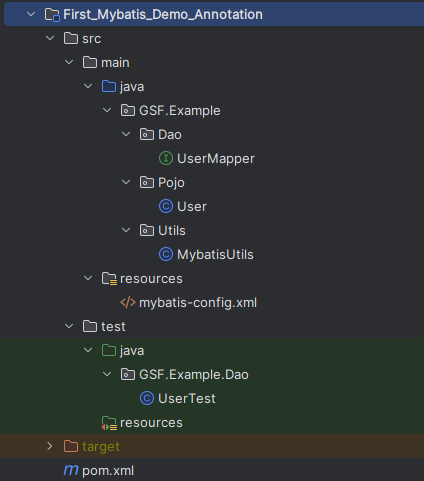 First_Mybatis_Demo_Annotation
src
main
java
GSF.Example
Dao
UserMapper
Pojo
User
Utils
MybatisUtils
resources
mybatis-config.xml
test
java
GSF.Example.Dao
UserTest
resources
target
pom.xml